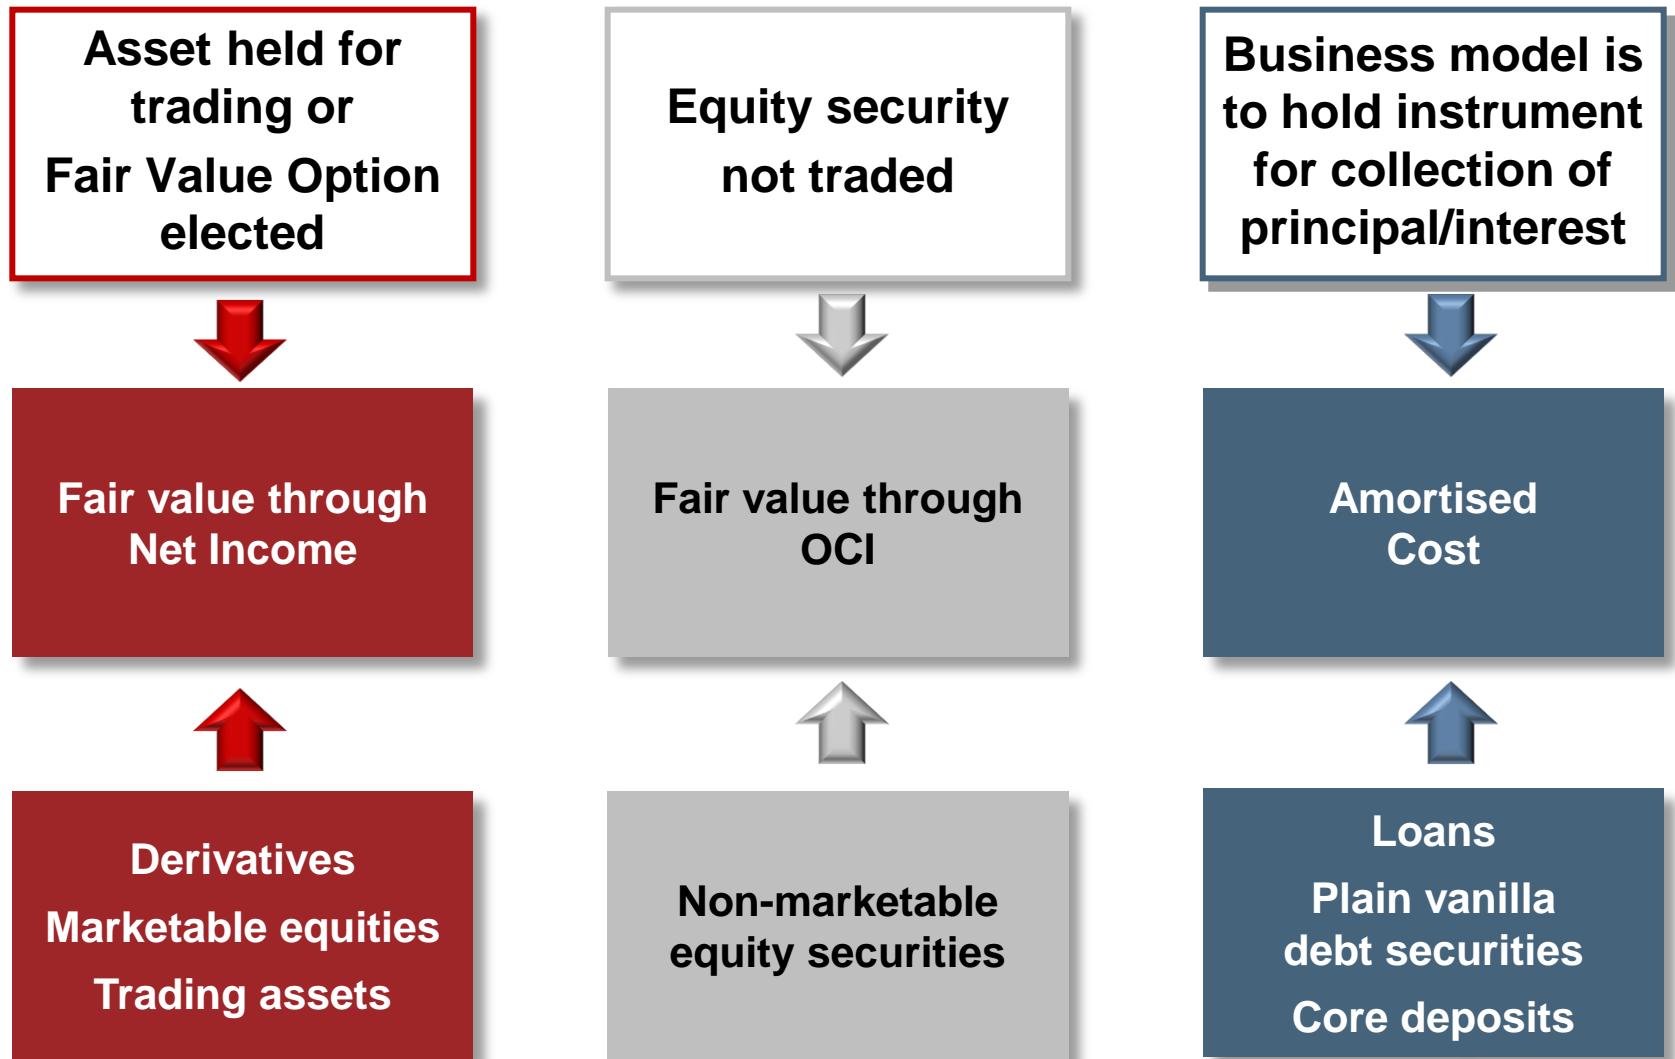 Asset held for
trading or
Fair Value Option
elected
Equity security
not traded
Business model is
to hold instrument
for collection of
principal/interest
Fair value through
Net Income
Fair value through
OCI
Amortised
Cost
Derivatives
Marketable equities
Trading assets
Non-marketable
equity securities
Loans
Plain vanilla
debt securities
Core deposits